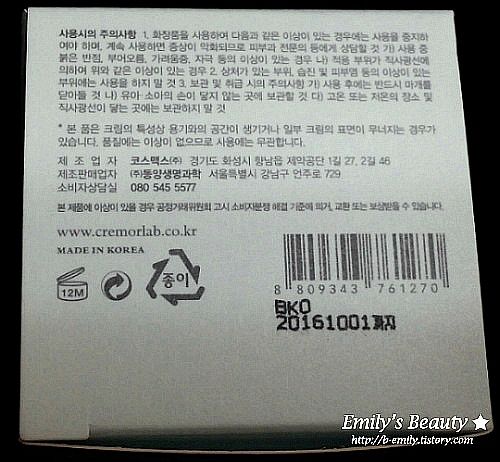 사용시의 주의사항 1. 화장품을 사용하여 다음과 같은 이상이 있는 경우에는 사용을 중지하
여야 하며, 계속 사용하면 증상이 악화되므로 피부과 전문의 등에게 상담할 것 가) 사용 중
붉은 반점, 부어오름, 가려움증, 자극 등의 이상이 있는 경우 나) 적용 부위가 직사광선에
의하여 위와 같은 이상이 있는 경우 2. 상처가 있는 부위, 습진 및 피부염 등의 이상이 있는
부위에는 사용을 하지 말 것 3. 보관 및 취급 시의 주의사항 가) 사용 후에는 반드시 마개를
닫아둘 것 나) 유아·소아의 손이 닿지 않는 곳에 보관할 것 다) 고온 또는 저온의 장소 및
직사광선이 닿는 곳에는 보관하지 말 것
* 본 품은 크림의 특성상 용기와의 공간이 생기거나 일부 크림의 표면이 무너지는 경우가
있습니다. 품질에는 이상이 없으므로 사용에는 무관합니다.
제 조 업 자 코스맥스(주) 경기도 화성시 향남읍 제약공단 1길 27, 2길 46
제조판매업자 (주)동양생명과학 서울특별시 강남구 언주로 729
소비자상담실 080 545 5577
본 제품에 이상이 있을 경우 공정거래위원회 고시 소비자분쟁 해결 기준에 의거, 교환 또는 보상받을 수 있습니다.
www.cremorlab.co.kr
MADE IN KOREA
12M
종이
8 809343 761270
BKO
20161001까지
Emily's Beauty
http://b-emily.tistory.com